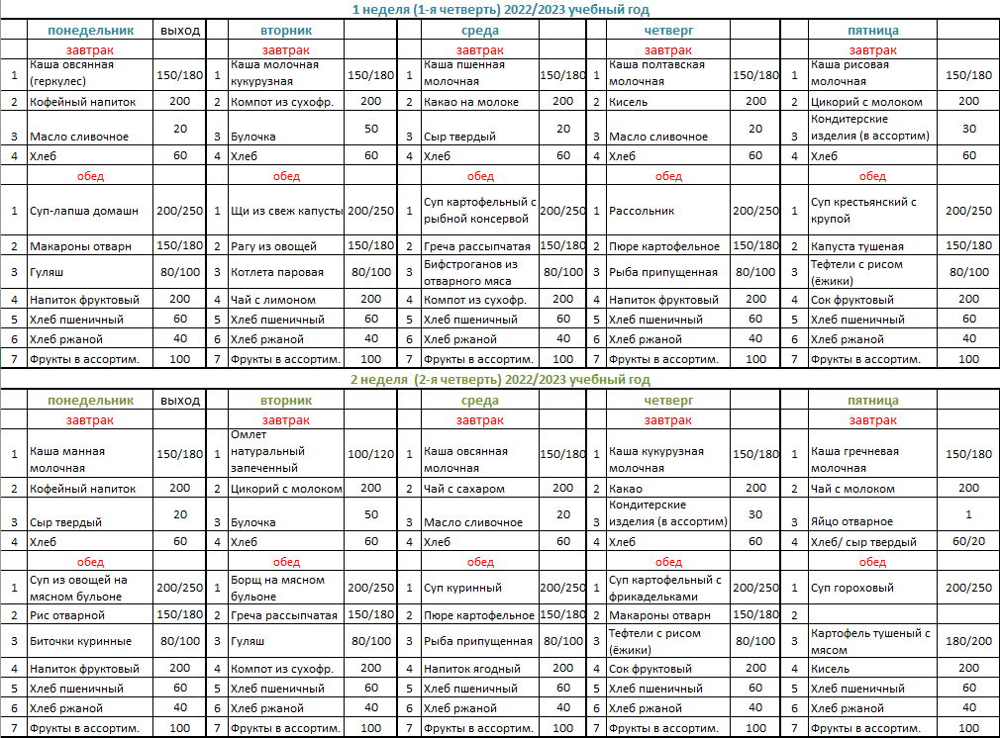 1 неделя (1-я четверть) 2022/2023 учебный год
понедельник выход вторник среда четверг пятница
завтрак завтрак завтрак завтрак завтрак
1 Каша овсянная (геркулес) 150/180 1 Каша молочная кукурузная 150/180 1 Каша пшенная молочная 150/180 1 Каша полтавская молочная 150/180 1 Каша рисовая молочная 150/180
2 Кофейный напиток 200 2 Компот из сухофр. 200 2 Какао на молоке 200 2 Кисель 200 2 Цикорий с молоком 200
3 Масло сливочное 20 3 Булочка 50 3 Сыр твердый 20 3 Масло сливочное 20 3 Кондитерские изделия (в ассортим) 30
4 Хлеб 60 4 Хлеб 60 4 Хлеб 60 4 Хлеб 60 4 Хлеб 60
обед обед обед обед обед
1 Суп-лапша домашн 200/250 1 Щи из свеж капусты 200/250 1 Суп картофельный с рыбной консервой 200/250 1 Рассольник 200/250 1 Суп крестьянский с крупой 200/250
2 Макароны отварн 150/180 2 Рагу из овощей 150/180 2 Греча рассыпчатая 150/180 2 Пюре картофельное 150/180 2 Капуста тушеная 150/180
3 Гуляш 80/100 3 Котлета паровая 80/100 3 Бифстроганов из отварного мяса 80/100 3 Рыба припущенная 80/100 3 Тефтели с рисом (ёжики) 80/100
4 Напиток фруктовый 200 4 Чай с лимоном 200 4 Компот из сухофр. 200 4 Напиток фруктовый 200 4 Сок фруктовый 200
5 Хлеб пшеничный 60 5 Хлеб пшеничный 60 5 Хлеб пшеничный 60 5 Хлеб пшеничный 60 5 Хлеб пшеничный 60
6 Хлеб ржаной 40 6 Хлеб ржаной 40 6 Хлеб ржаной 40 6 Хлеб ржаной 40 6 Хлеб ржаной 40
7 Фрукты в ассортим. 100 7 Фрукты в ассортим. 100 7 Фрукты в ассортим. 100 7 Фрукты в ассортим. 100 7 Фрукты в ассортим. 100
2 неделя (2-я четверть) 2022/2023 учебный год
понедельник выход вторник среда четверг пятница
завтрак завтрак завтрак завтрак завтрак
1 Каша манная молочная 150/180 1 Омлет натуральный запеченный 100/120 1 Каша овсянная молочная 150/180 1 Каша кукурузная молочная 150/180 1 Каша гречневая молочная 150/180
2 Кофейный напиток 200 2 Цикорий с молоком 200 2 Чай с сахаром 200 2 Какао 200 2 Чай с молоком 200
3 Сыр твердый 20 3 Булочка 50 3 Масло сливочное 20 3 Кондитерские изделия (в ассортим) 30 3 Яйцо отварное 1
4 Хлеб 60 4 Хлеб 60 4 Хлеб 60 4 Хлеб 60 4 Хлеб/ сыр твердый 60/20
обед обед обед обед обед
1 Суп из овощей на мясном бульоне 200/250 1 Борщ на мясном бульоне 200/250 1 Суп куринный 200/250 1 Суп картофельный с фрикадельками 200/250 1 Суп гороховый 200/250
2 Рис отварной 150/180 2 Греча рассыпчатая 150/180 2 Пюре картофельное 150/180 2 Макароны отварн 150/180 2
3 Биточки куринные 80/100 3 Гуляш 80/100 3 Рыба припущенная 80/100 3 Тефтели с рисом (ёжики) 80/100 3 Картофель тушеный с мясом 180/200
4 Напиток фруктовый 200 4 Компот из сухофр. 200 4 Напиток ягодный 200 4 Сок фруктовый 200 4 Кисель 200
5 Хлеб пшеничный 60 5 Хлеб пшеничный 60 5 Хлеб пшеничный 60 5 Хлеб пшеничный 60 5 Хлеб пшеничный 60
6 Хлеб ржаной 40 6 Хлеб ржаной 40 6 Хлеб ржаной 40 6 Хлеб ржаной 40 6 Хлеб ржаной 40
7 Фрукты в ассортим. 100 7 Фрукты в ассортим. 100 7 Фрукты в ассортим. 100 7 Фрукты в ассортим. 100 7 Фрукты в ассортим. 100